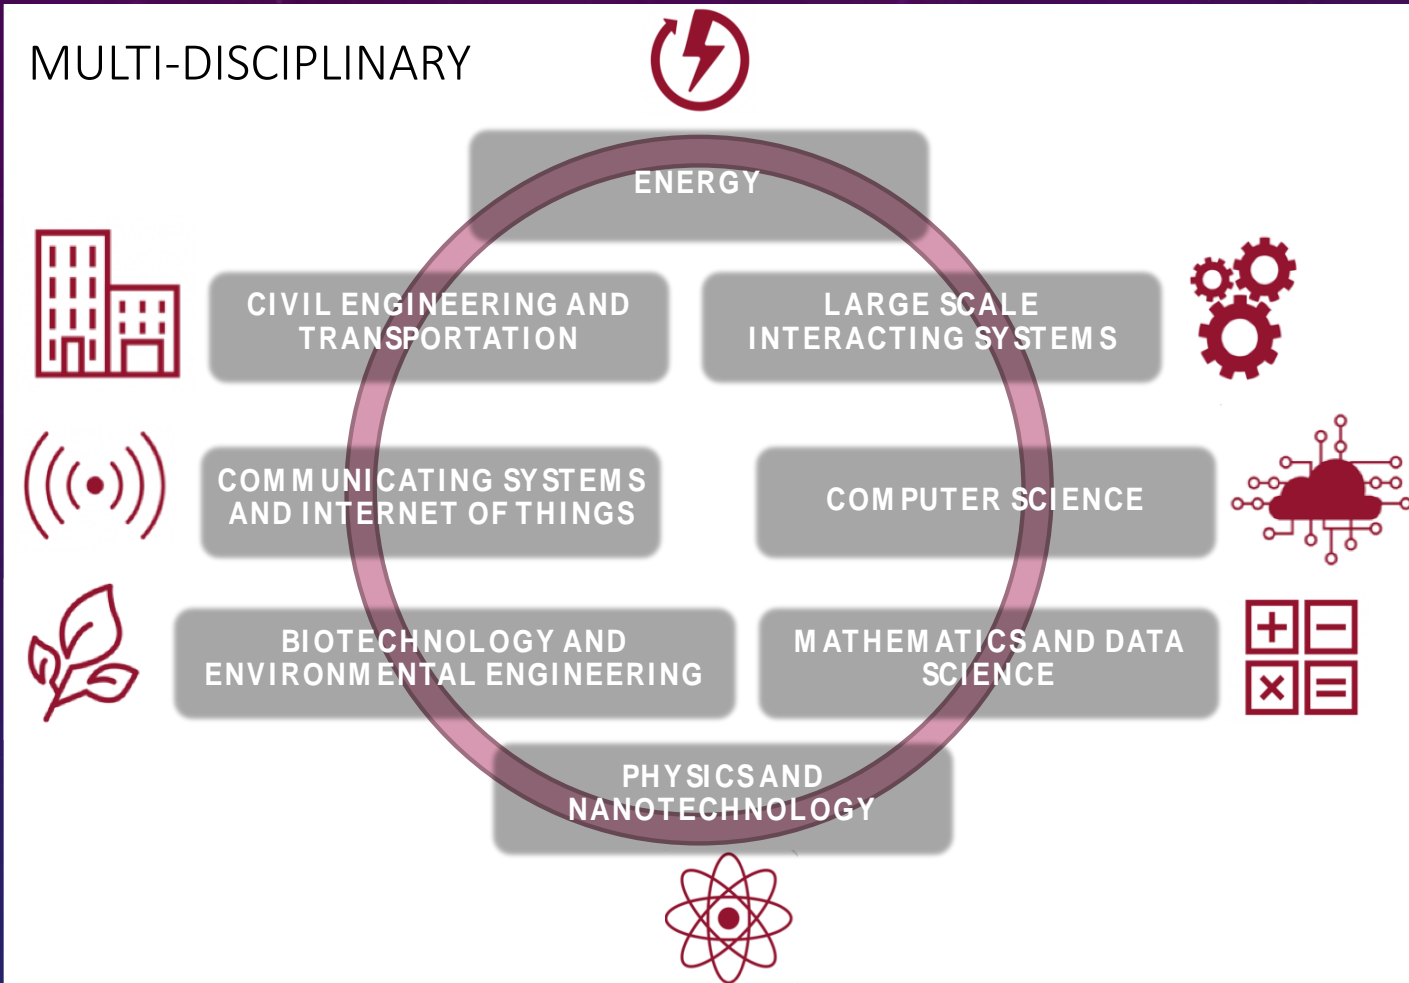 MULTI-DISCIPLINARY
ENERGY
CIVIL ENGINEERING AND
TRANSPORTATION
LARGE SCALE
INTERACTING SYSTEMS
COMMUNICATING SYSTEMS
AND INTERNET OF THINGS
COMPUTER SCIENCE
BIOTECHNOLOGY AND
ENVIRONMENTAL ENGINEERING
MATHEMATICS AND DATA
SCIENCE
PHYSICS AND
NANOTECHNOLOGY